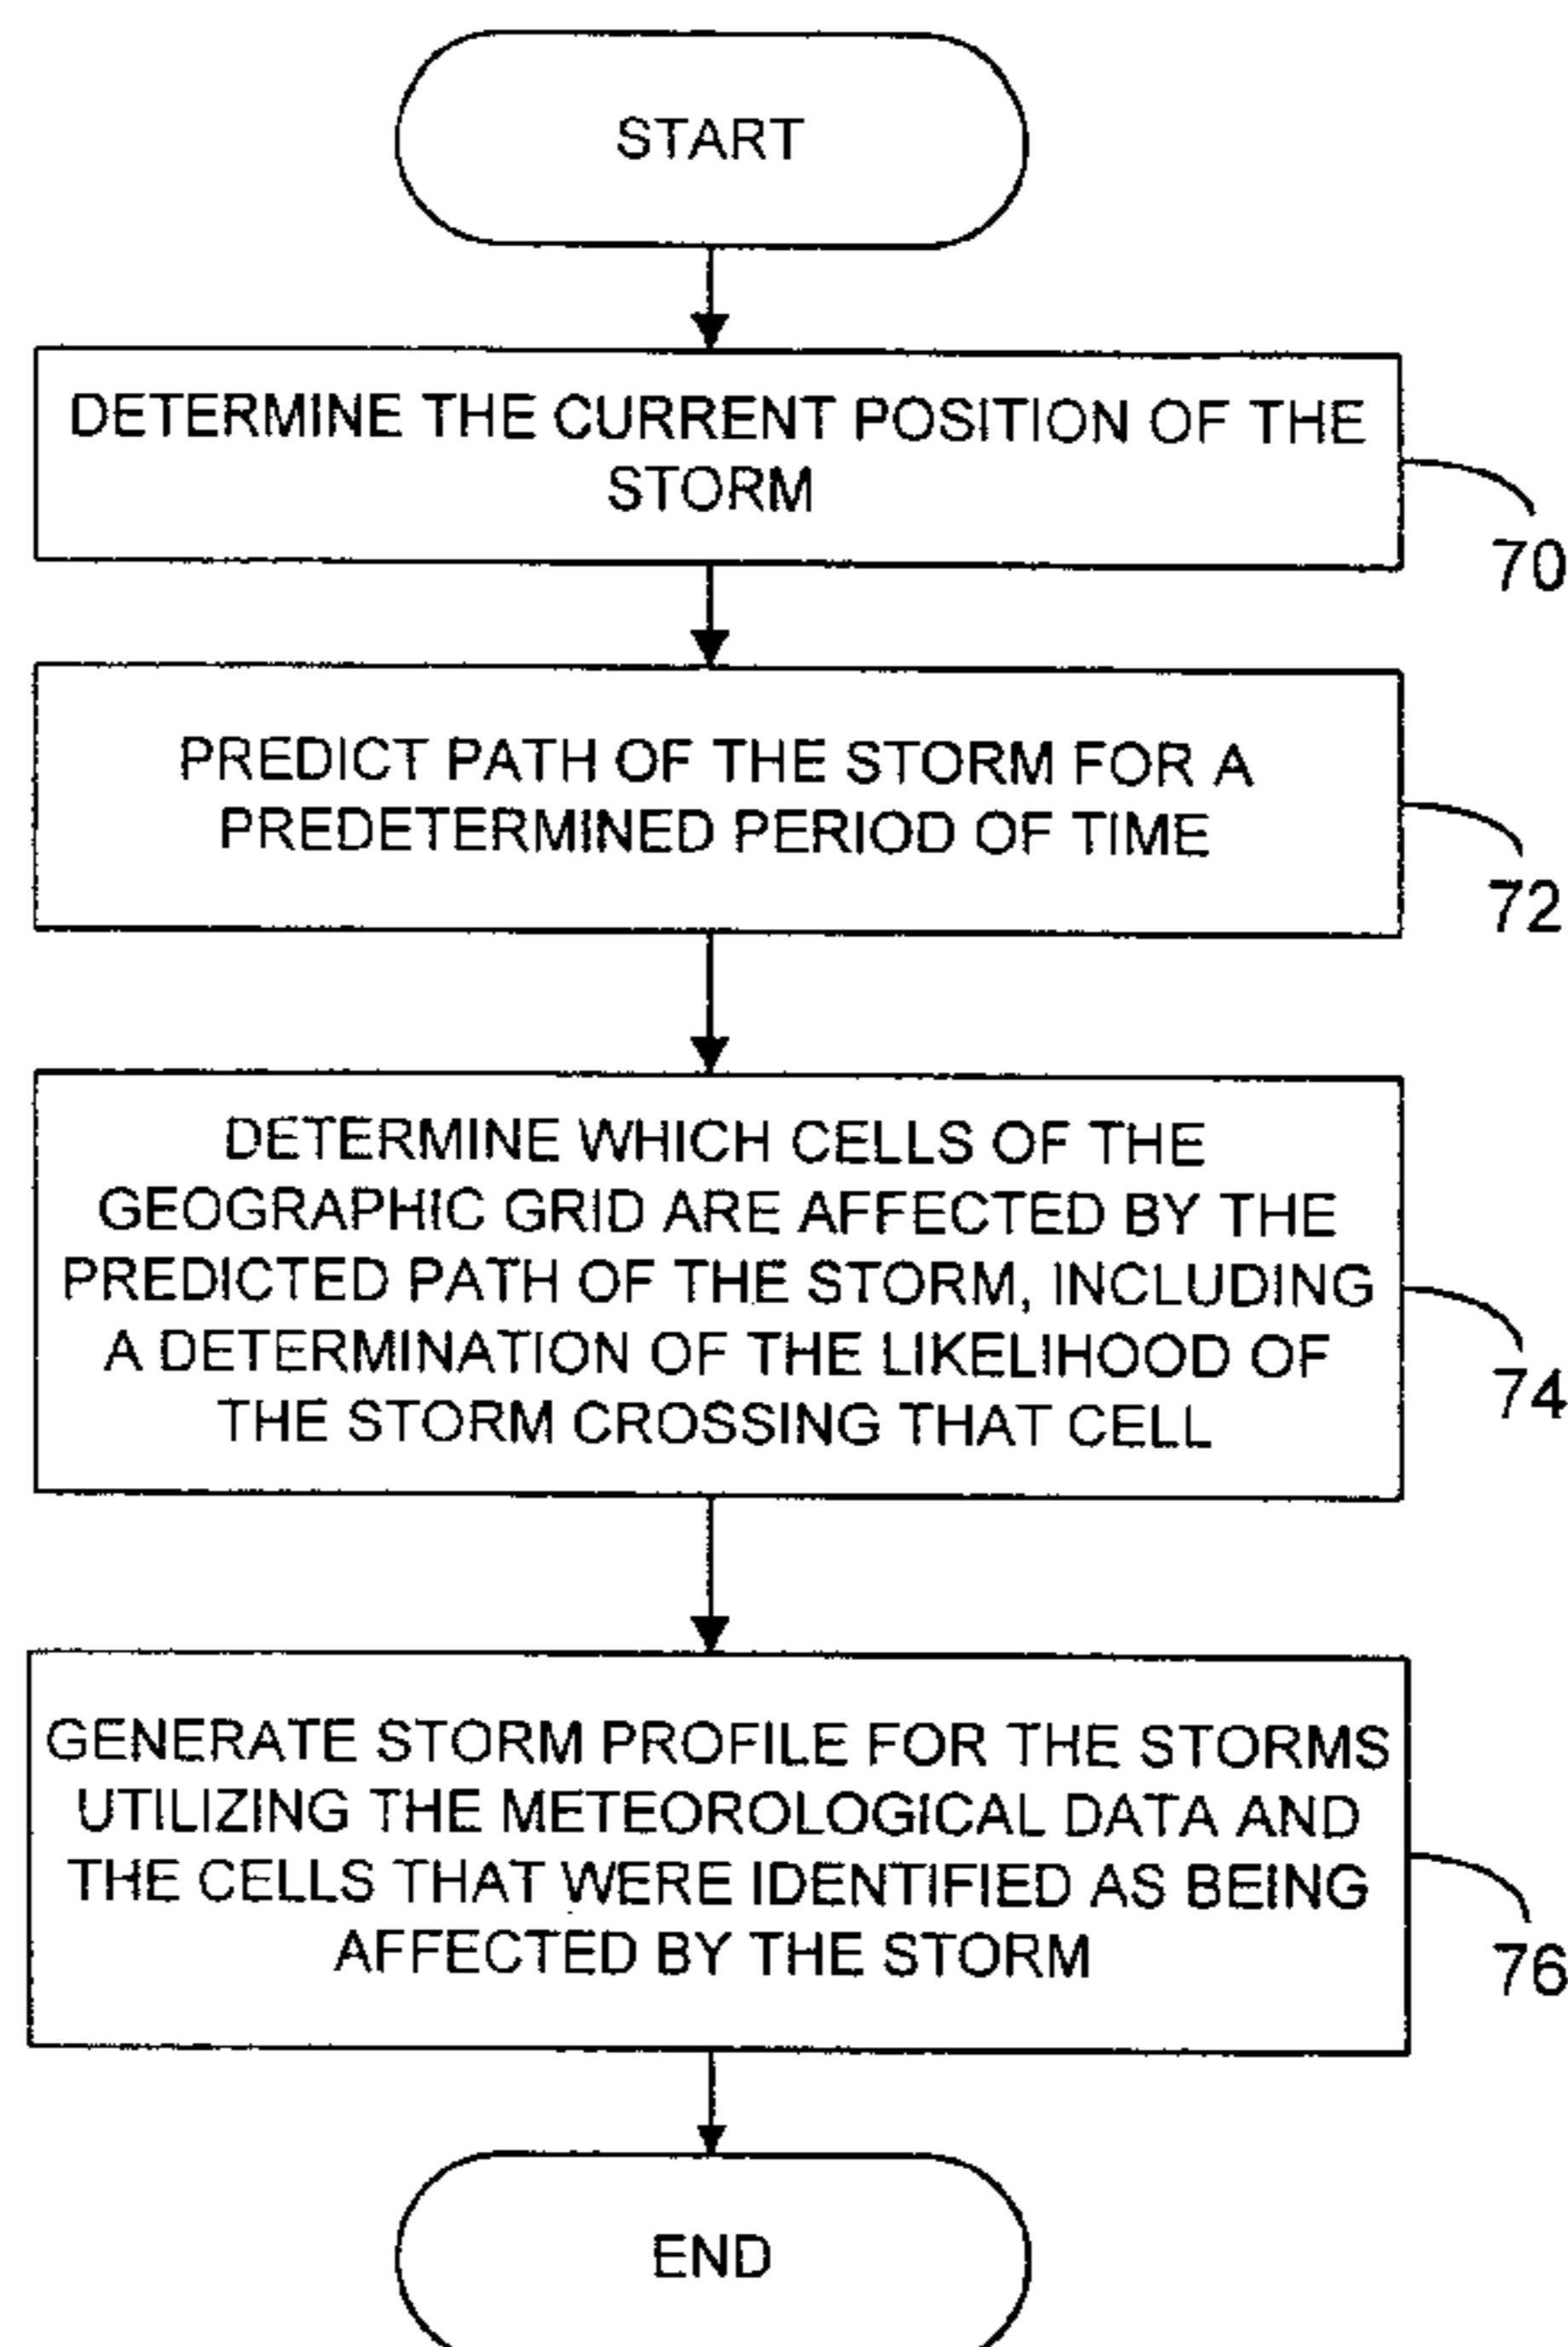 START
DETERMINE THE CURRENT POSITION OF THE
STORM
70
PREDICT PATH OF THE STORM FOR A
PREDETERMINED PERIOD OF TIME
72
DETERMINE WHICH CELLS OF THE
GEOGRAPHIC GRID ARE AFFECTED BY THE
PREDICTED PATH OF THE STORM, INCLUDING
A DETERMINATION OF THE LIKELIHOOD OF
THE STORM CROSSING THAT CELL
74
GENERATE STORM PROFILE FOR THE STORMS
UTILIZING THE METEOROLOGICAL DATA AND
THE CELLS THAT WERE IDENTIFIED AS BEING
AFFECTED BY THE STORM
76
END